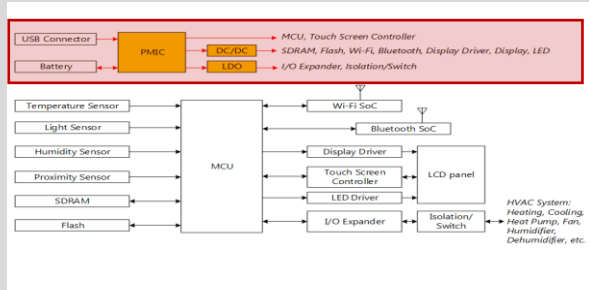 USB Connector
PMIC
MCU, Touch Screen Controller
DC/DC
SDRAM, Flash, Wi-Fi, Bluetooth, Display Driver, Display, LED
Battery
LDO
I/O Expander, Isolation/Switch
Temperature Sensor
Light Sensor
Humidity Sensor
Proximity Sensor
SDRAM
Flash
MCU
Wi-Fi SoC
Bluetooth SoC
Display Driver
Touch Screen
Controller
LED Driver
I/O Expander
LCD panel
Isolation/
Switch
HVAC System:
Heating, Cooling,
Heat Pump, Fan,
Humidifier,
Dehumidifier, etc.